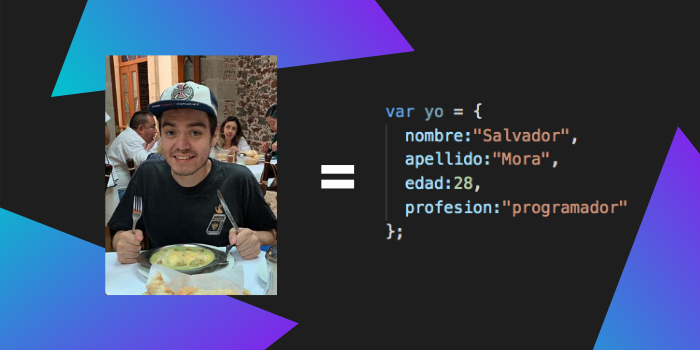 =
var yo = {
nombre:"Salvador",
apellido:"Mora",
edad:28,
profesion:"programador"
};